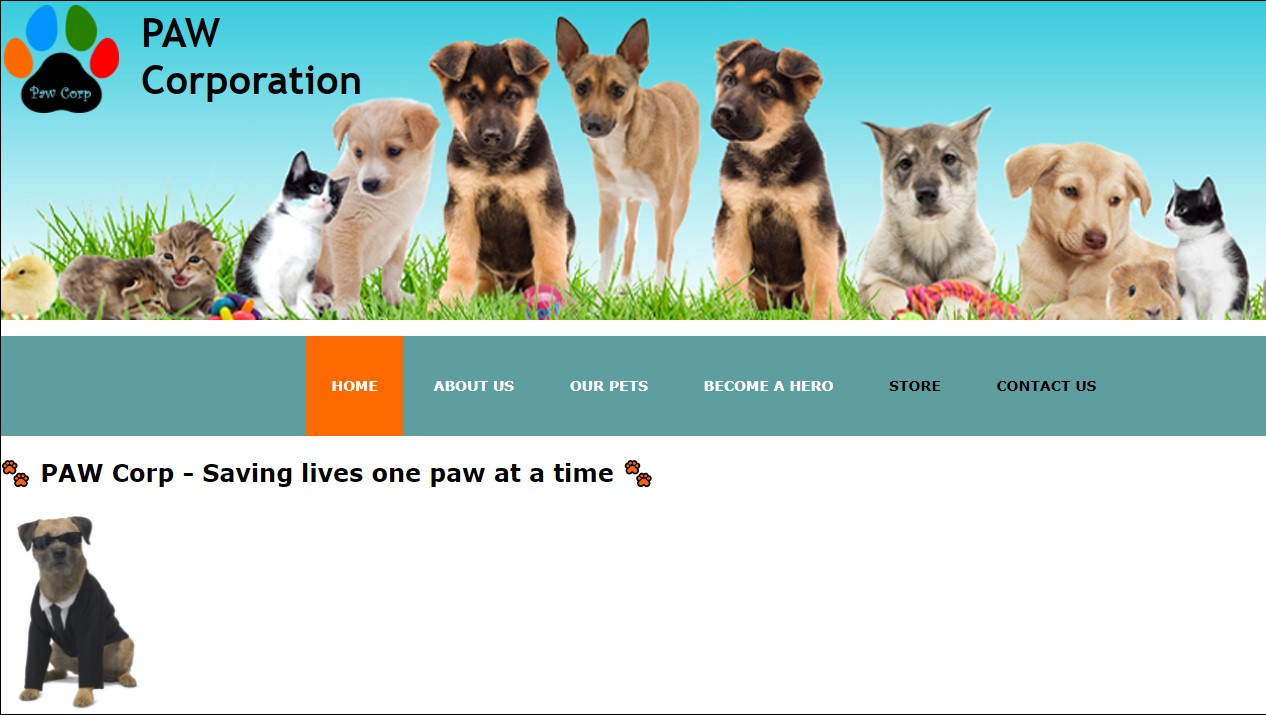 PAW
Corporation
Paw Corp
HOME ABOUT US OUR PETS BECOME A HERO STORE CONTACT US
PAW Corp - Saving lives one paw at a time